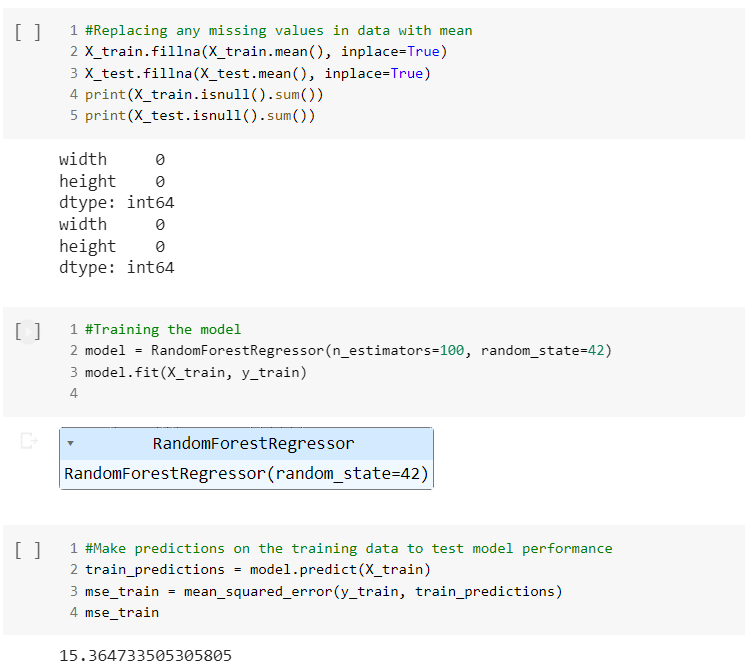 [ ] 1 #Replacing any missing values in data with mean
2 X_train.fillna(X_train.mean(), inplace=True)
3 X_test.fillna(X_test.mean(), inplace=True)
4 print(X_train.isnull().sum())
5 print(X_test.isnull().sum())
width 0
height 0
dtype: int64
width 0
height 0
dtype: int64
[ ] 1 #Training the model
2 model = RandomForestRegressor(n_estimators=100, random_state=42)
3 model.fit(X_train, y_train)
4
▾ RandomForestRegressor
RandomForestRegressor(random_state=42)
[ ] 1 #Make predictions on the training data to test model performance
2 train_predictions = model.predict(X_train)
3 mse_train = mean_squared_error(y_train, train_predictions)
4 mse_train
15.364733505305805